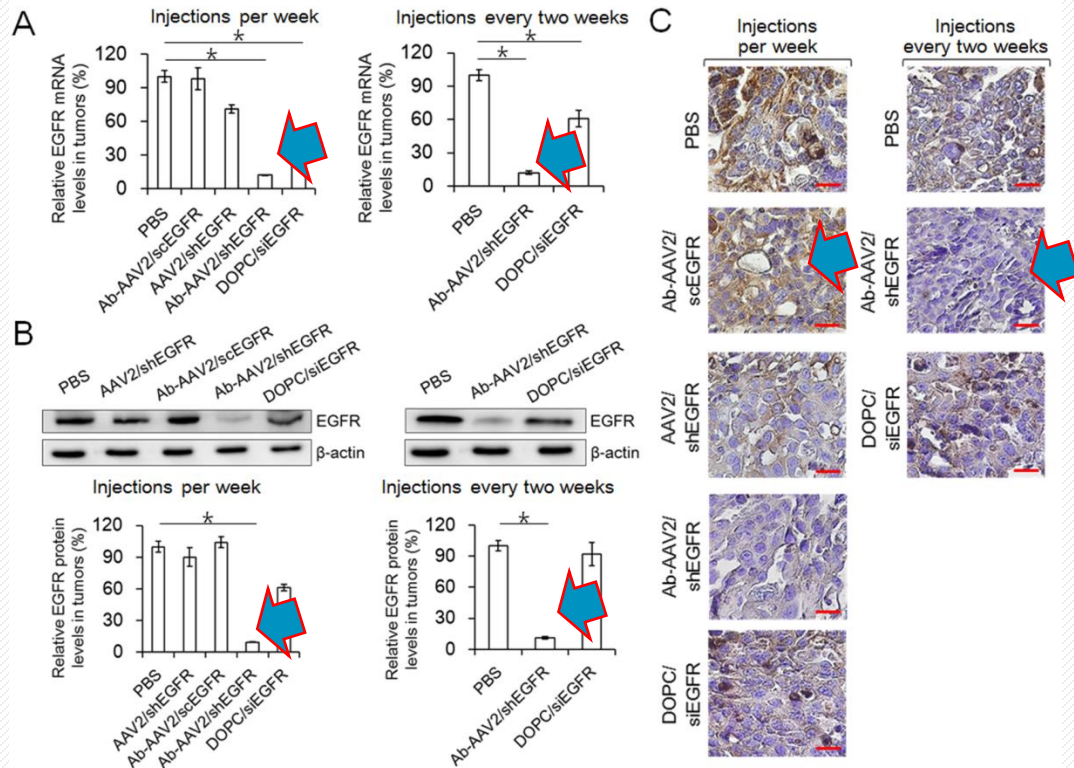 A
Injections per week
Relative EGFR mRNA
levels in tumors (%)
120
90
60
30
0
*
*
PBS
Ab-AAV2/scEGFR
AAV2/shEGFR
Ab-AAV2/shEGFR
DOPC/siEGFR
Injections every two weeks
Relative EGFR mRNA
levels in tumors (%)
120
90
60
30
0
*
*
PBS
Ab-AAV2/shEGFR
DOPC/siEGFR
B
PBS
AAV2/shEGFR
Ab-AAV2/scEGFR
Ab-AAV2/shEGFR
DOPC/siEGFR
EGFR
β-actin
PBS
Ab-AAV2/shEGFR
DOPC/siEGFR
EGFR
β-actin
Injections per week
Relative EGFR protein
levels in tumors (%)
120
90
60
30
0
*
PBS
AAV2/shEGFR
Ab-AAV2/scEGFR
Ab-AAV2/shEGFR
DOPC/siEGFR
Injections every two weeks
Relative EGFR protein
levels in tumors (%)
120
90
60
30
0
*
PBS
Ab-AAV2/shEGFR
DOPC/siEGFR
C
Injections
per week
PBS
Ab-AAV2/
scEGFR
AAV2/
shEGFR
Ab-AAV2/
shEGFR
DOPC/
siEGFR
Injections
every two weeks
PBS
Ab-AAV2/
shEGFR
DOPC/
siEGFR